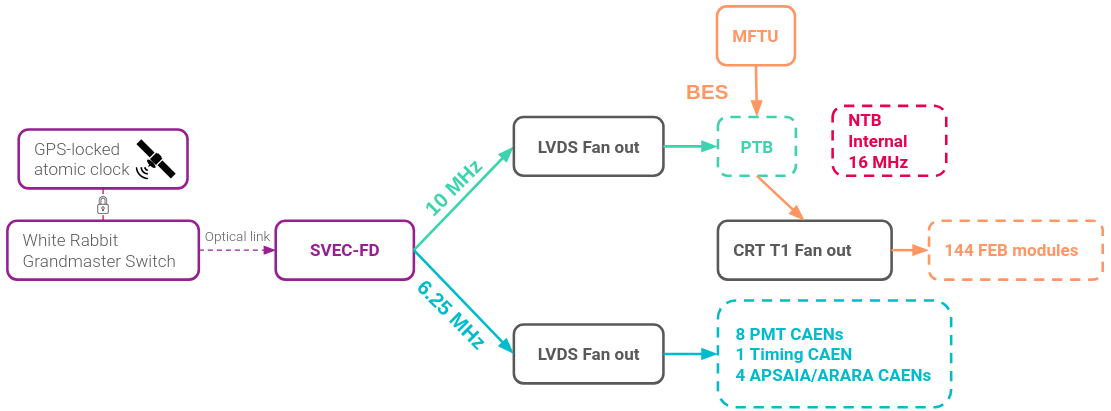 MFTU
BES
GPS-locked
atomic clock
White Rabbit
Grandmaster Switch
Optical link
SVEC-FD
10 MHz
6.25 MHz
LVDS Fan out
PTB
NTB
Internal
16 MHz
CRT T1 Fan out
144 FEB modules
LVDS Fan out
8 PMT CAENs
1 Timing CAEN
4 APSAIA/ARARA CAENs